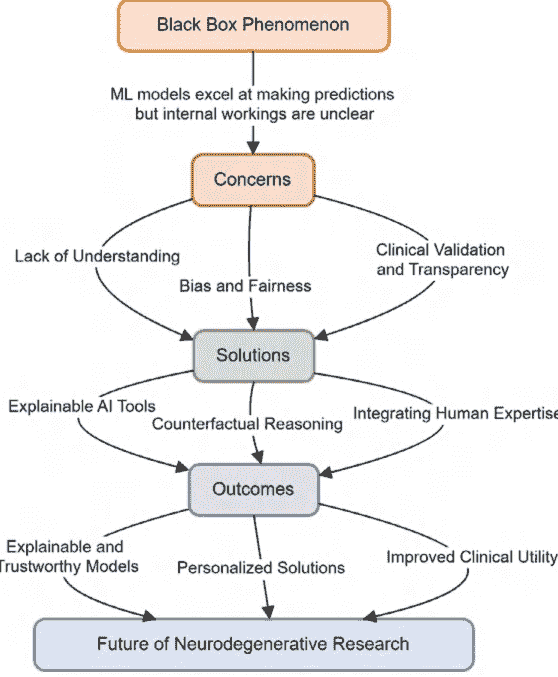 Black Box Phenomenon
ML models excel at making predictions
but internal workings are unclear
Concerns
Lack of Understanding
Bias and Fairness
Clinical Validation
and Transparency
Solutions
Explainable AI Tools
Counterfactual Reasoning
Integrating Human Expertise
Outcomes
Explainable and
Trustworthy Models
Personalized Solutions
Improved Clinical Utility
Future of Neurodegenerative Research